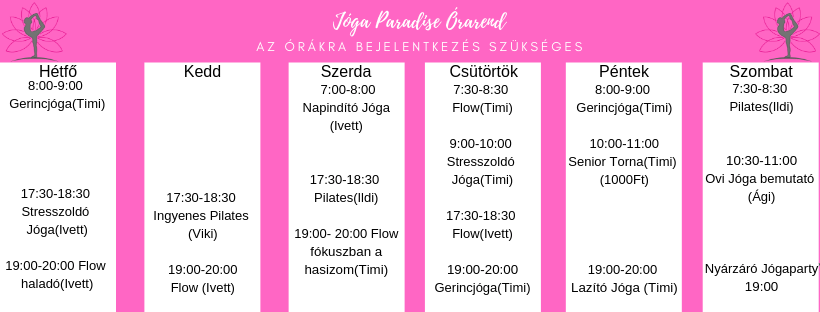 Jóga Paradise Órarend
AZ ÓRÁKRA BEJELENTKEZÉS SZÜKSÉGES
Hétfő
8:00-9:00
Gerincjóga(Timi)
17:30-18:30
Stresszoldó
Jóga(Ivett)
19:00-20:00 Flow
haladó(Ivett)
Kedd
17:30-18:30
Ingyenes Pilates
(Viki)
19:00-20:00
Flow (Ivett)
Szerda
7:00-8:00
Napindító Jóga
(Ivett)
17:30-18:30
Pilates(Ildi)
19:00- 20:00 Flow
fókuszban a
hasizom(Timi)
Csütörtök
7:30-8:30
Flow(Timi)
9:00-10:00
Stresszoldó
Jóga(Timi)
17:30-18:30
Flow(Ivett)
19:00-20:00
Gerincjóga(Timi)
Péntek
8:00-9:00
Gerincjóga(Timi)
10:00-11:00
Senior Torna(Timi)
(1000Ft)
19:00-20:00
Lazító Jóga (Timi)
Szombat
7:30-8:30
Pilates(Ildi)
10:30-11:00
Ovi Jóga bemutató
(Ági)
Nyárzáró Jógaparty
19:00